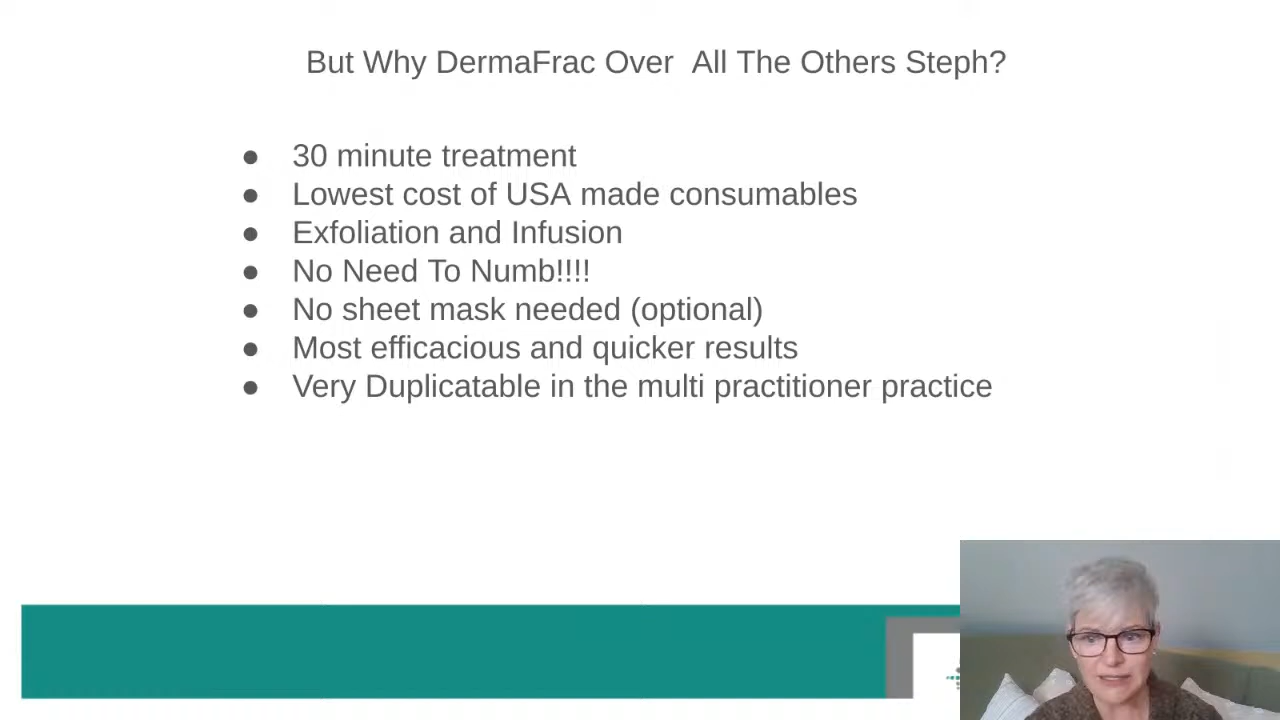 But Why DermaFrac Over  All The Others Steph?
● 30 minute treatment
● Lowest cost of USA made consumables
● Exfoliation and Infusion
● No Need To Numb!!!!
● No sheet mask needed (optional)
● Most efficacious and quicker results
● Very Duplicatable in the multi practitioner practice